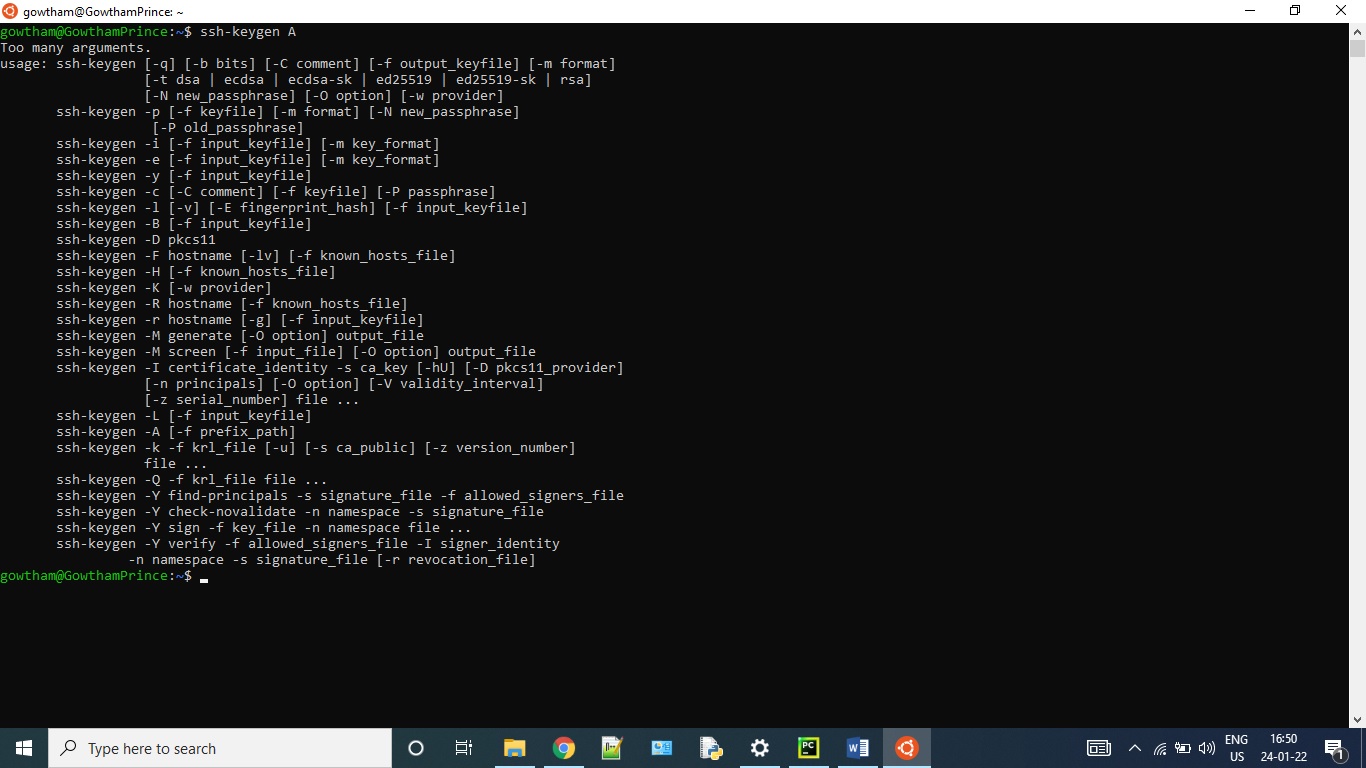 gowtham@GowthamPrince: ~
gowtham@GowthamPrince:~$ ssh-keygen A
Too many arguments.
usage: ssh-keygen [-q] [-b bits] [-C comment] [-f output_keyfile] [-m format]
                  [-t dsa | ecdsa | ecdsa-sk | ed25519 | ed25519-sk | rsa]
                  [-N new_passphrase] [-O option] [-w provider]
       ssh-keygen -p [-f keyfile] [-m format] [-N new_passphrase]
                   [-P old_passphrase]
       ssh-keygen -i [-f input_keyfile] [-m key_format]
       ssh-keygen -e [-f input_keyfile] [-m key_format]
       ssh-keygen -y [-f input_keyfile]
       ssh-keygen -c [-C comment] [-f keyfile] [-P passphrase]
       ssh-keygen -l [-v] [-E fingerprint_hash] [-f input_keyfile]
       ssh-keygen -B [-f input_keyfile]
       ssh-keygen -D pkcs11
       ssh-keygen -F hostname [-lv] [-f known_hosts_file]
       ssh-keygen -H [-f known_hosts_file]
       ssh-keygen -K [-w provider]
       ssh-keygen -R hostname [-f known_hosts_file]
       ssh-keygen -r hostname [-g] [-f input_keyfile]
       ssh-keygen -M generate [-O option] output_file
       ssh-keygen -M screen [-f input_file] [-O option] output_file
       ssh-keygen -I certificate_identity -s ca_key [-hU] [-D pkcs11_provider]
                  [-n principals] [-O option] [-V validity_interval]
                  [-z serial_number] file ...
       ssh-keygen -L [-f input_keyfile]
       ssh-keygen -A [-f prefix_path]
       ssh-keygen -k -f krl_file [-u] [-s ca_public] [-z version_number]
                  file ...
       ssh-keygen -Q -f krl_file file ...
       ssh-keygen -Y find-principals -s signature_file -f allowed_signers_file
       ssh-keygen -Y check-novalidate -n namespace -s signature_file
       ssh-keygen -Y sign -f key_file -n namespace file ...
       ssh-keygen -Y verify -f allowed_signers_file -I signer_identity
                -n namespace -s signature_file [-r revocation_file]
gowtham@GowthamPrince:~$
Type here to search
PC
W
ENG
US
16:50
24-01-22
1